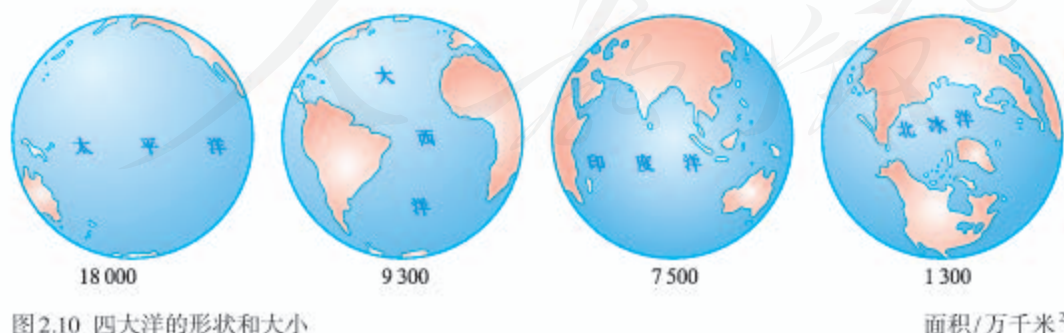 太 平 洋
大 西 洋
印 度 洋
北 冰 洋
18 000
9 300
7 500
1 300
图2.10 四大洋的形状和大小
面积/万千米